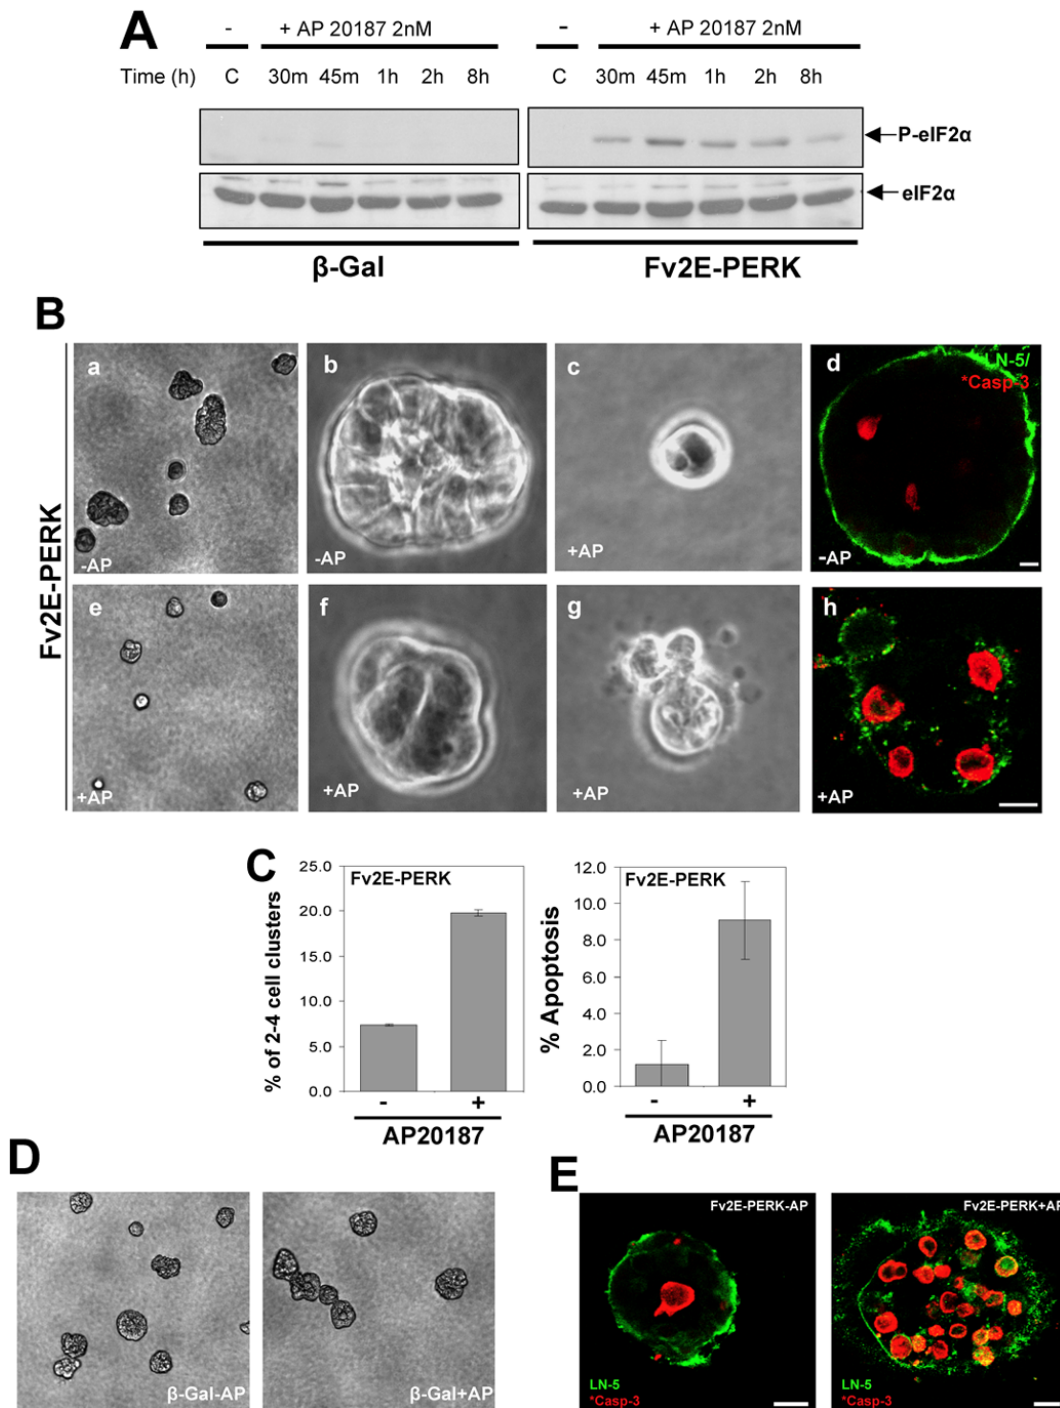 A
- + AP 20187 2nM - + AP 20187 2nM
Time (h) C 30m 45m 1h 2h 8h C 30m 45m 1h 2h 8h
P-eIF2α
eIF2α
β-Gal Fv2E-PERK
B
Fv2E-PERK
a b c d LN-5/
*Casp-3
-AP -AP +AP -AP
e f g h
+AP +AP +AP +AP
C
% of 2-4 cell clusters
25.0
20.0
15.0
10.0
5.0
0.0
Fv2E-PERK
- +
AP20187
% Apoptosis
12.0
10.0
8.0
6.0
4.0
2.0
0.0
Fv2E-PERK
- +
AP20187
D
β-Gal-AP β-Gal+AP
E
Fv2E-PERK-AP Fv2E-PERK+AP
LN-5 LN-5
*Casp-3 *Casp-3